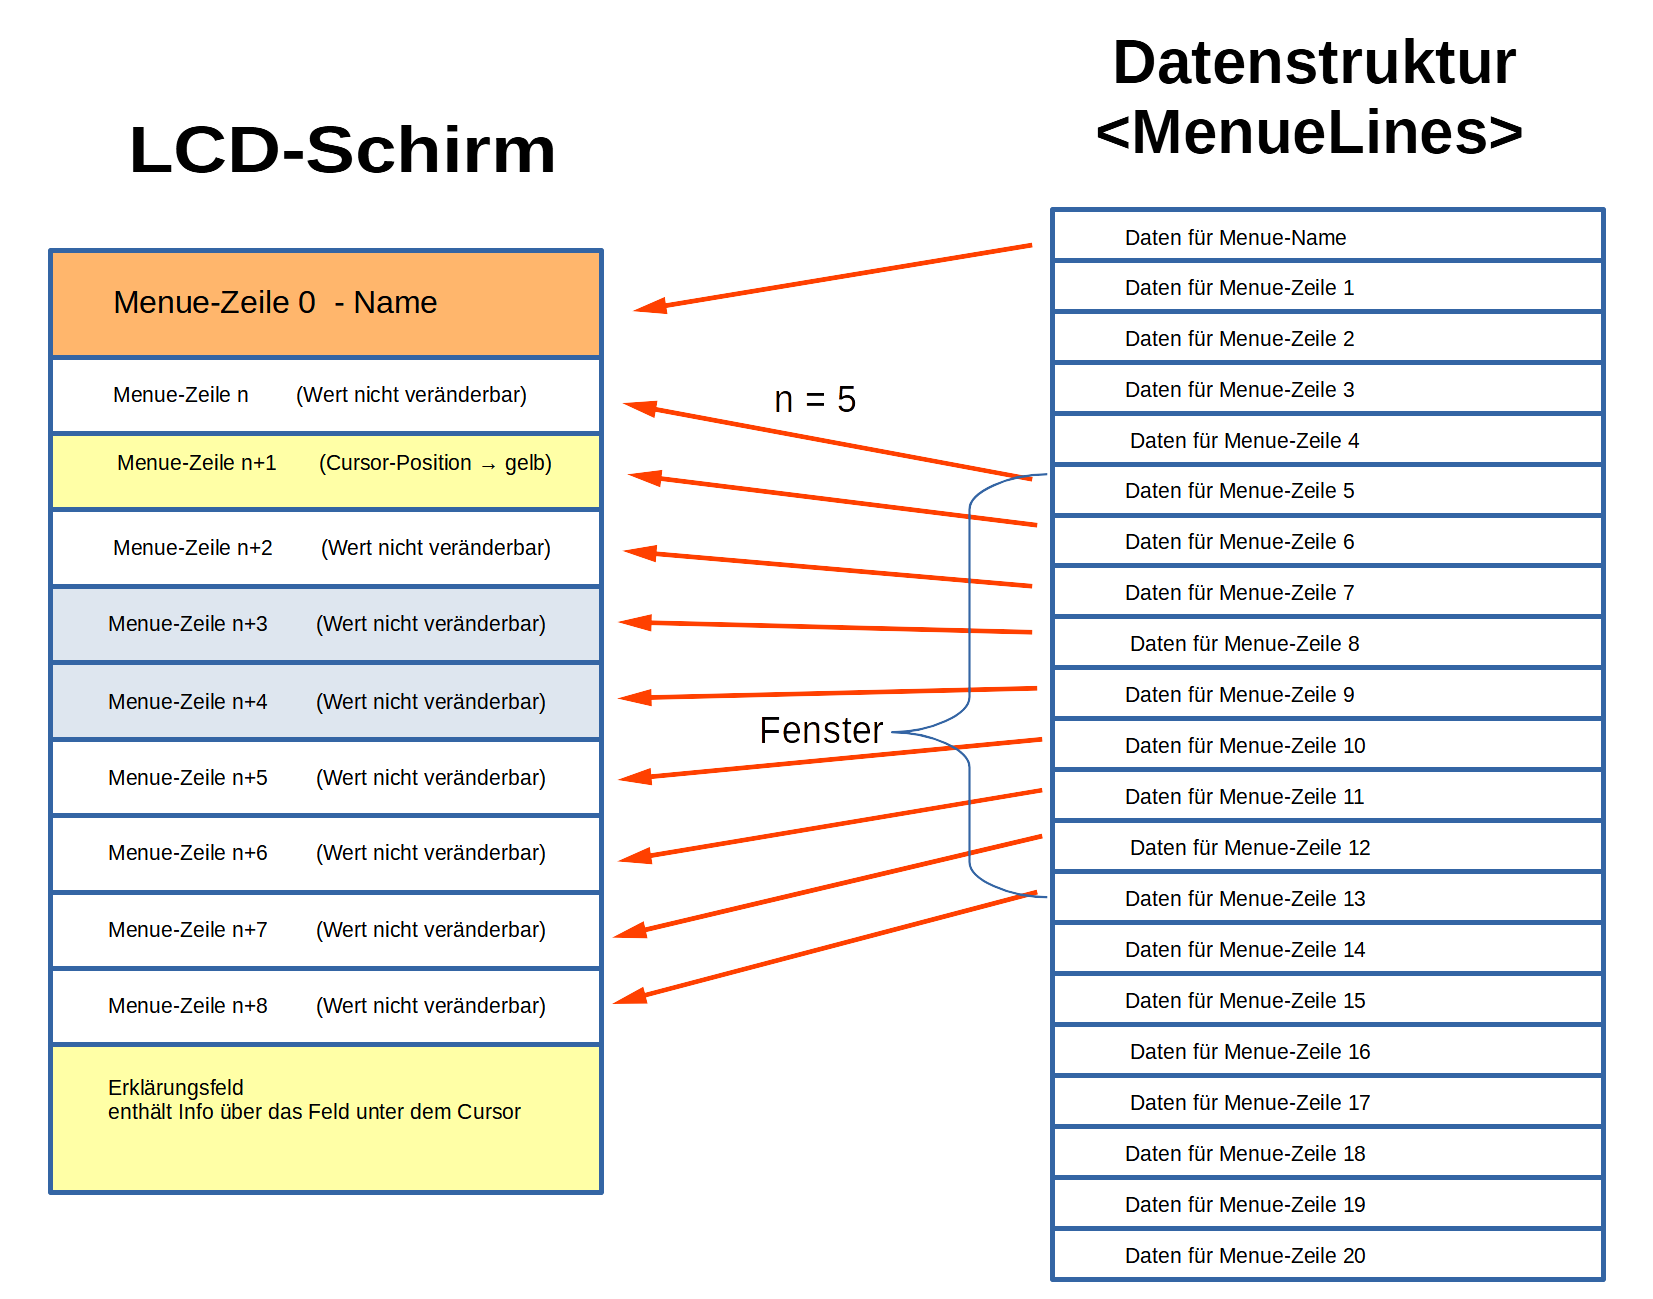 LCD-Schirm
Menue-Zeile 0 - Name
Menue-Zeile n (Wert nicht veränderbar)
Menue-Zeile n+1 (Cursor-Position → gelb)
Menue-Zeile n+2 (Wert nicht veränderbar)
Menue-Zeile n+3 (Wert nicht veränderbar)
Menue-Zeile n+4 (Wert nicht veränderbar)
Menue-Zeile n+5 (Wert nicht veränderbar)
Menue-Zeile n+6 (Wert nicht veränderbar)
Menue-Zeile n+7 (Wert nicht veränderbar)
Menue-Zeile n+8 (Wert nicht veränderbar)
Erklärungsfeld
enthält Info über das Feld unter dem Cursor
n = 5
Fenster
Datenstruktur
<MenueLines>
Daten für Menue-Name
Daten für Menue-Zeile 1
Daten für Menue-Zeile 2
Daten für Menue-Zeile 3
Daten für Menue-Zeile 4
Daten für Menue-Zeile 5
Daten für Menue-Zeile 6
Daten für Menue-Zeile 7
Daten für Menue-Zeile 8
Daten für Menue-Zeile 9
Daten für Menue-Zeile 10
Daten für Menue-Zeile 11
Daten für Menue-Zeile 12
Daten für Menue-Zeile 13
Daten für Menue-Zeile 14
Daten für Menue-Zeile 15
Daten für Menue-Zeile 16
Daten für Menue-Zeile 17
Daten für Menue-Zeile 18
Daten für Menue-Zeile 19
Daten für Menue-Zeile 20